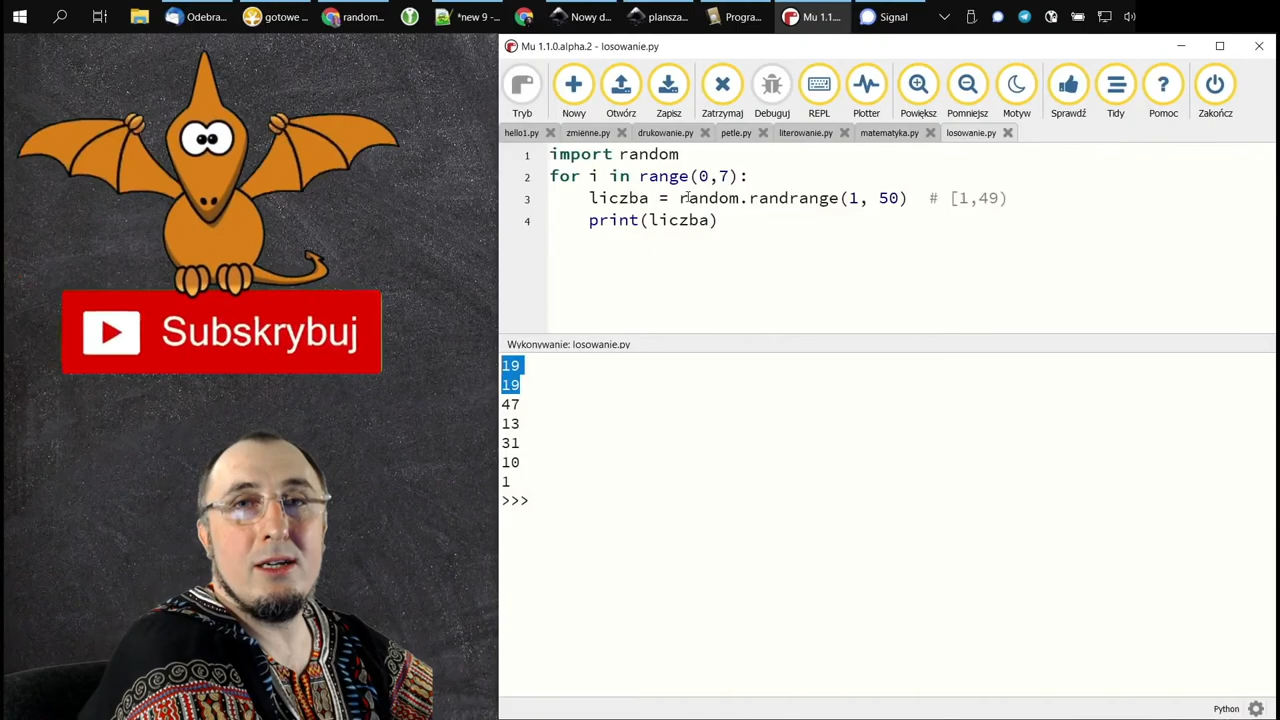 Odebra...
gotowe ...
random...
*new 9 -...
Nowy d...
plansza...
Progra...
Mu 1.1....
Signal
Mu 1.1.0.alpha.2 - losowanie.py
Tryb
Nowy
Otwórz
Zapisz
Zatrzymaj
Debuguj
REPL
Plotter
Powiększ
Pomniejsz
Motyw
Sprawdź
Tidy
Pomoc
Zakończ
hello1.py
zmienne.py
drukowanie.py
petle.py
literowanie.py
matematyka.py
losowanie.py
1 import random
2 for i in range(0,7):
3 liczba = random.randrange(1, 50) # [1,49)
4 print(liczba)
Subskrybuj
Wykonywanie: losowanie.py
19
19
47
13
31
10
1
>>>
Python